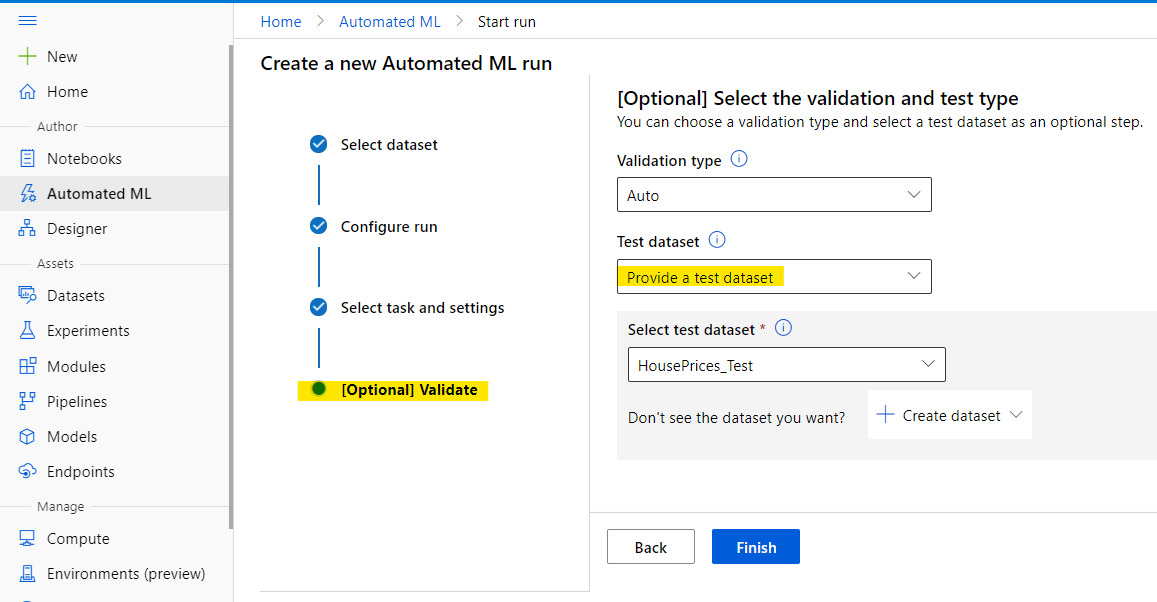 Home > Automated ML > Start run
New
Home
Author
Notebooks
Automated ML
Designer
Assets
Datasets
Experiments
Modules
Pipelines
Models
Endpoints
Manage
Compute
Environments (preview)
Create a new Automated ML run
Select dataset
Configure run
Select task and settings
[Optional] Validate
[Optional] Select the validation and test type
You can choose a validation type and select a test dataset as an optional step.
Validation type
Auto
Test dataset
Provide a test dataset
Select test dataset *
HousePrices_Test
Don't see the dataset you want?
Create dataset
Back
Finish